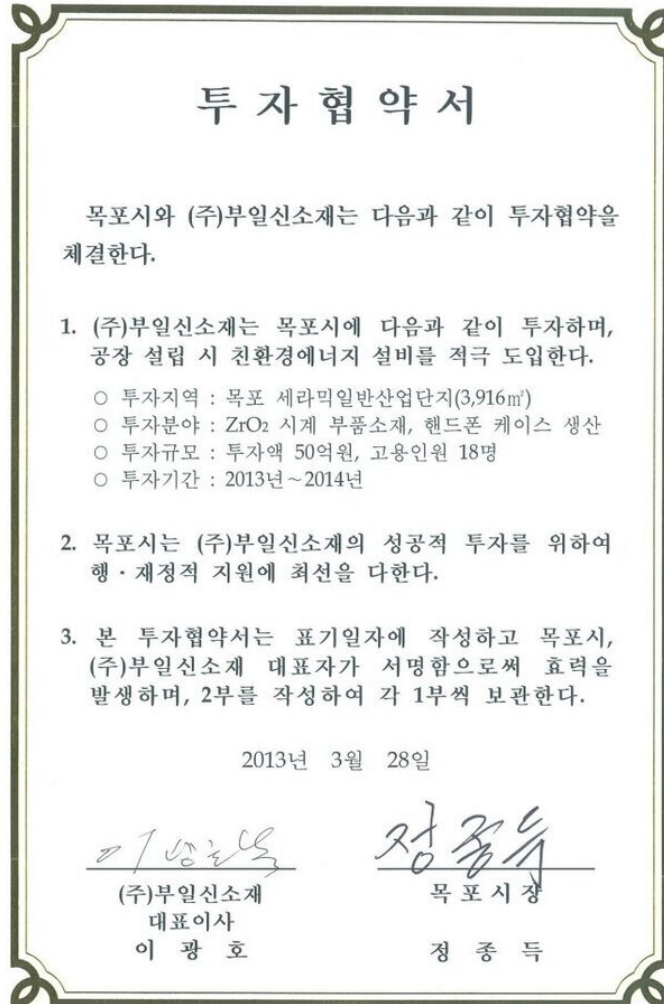 투자협약서
목포시와 (주)부일신소재는 다음과 같이 투자협약을
체결한다.
1. (주)부일신소재는 목포시에 다음과 같이 투자하며,
공장 설립 시 친환경에너지 설비를 적극 도입한다.
○ 투자지역 : 목포 세라믹일반산업단지(3,916㎡)
○ 투자분야 : ZrO₂ 시계 부품소재, 핸드폰 케이스 생산
○ 투자규모 : 투자액 50억원, 고용인원 18명
○ 투자기간 : 2013년~2014년
2. 목포시는 (주)부일신소재의 성공적 투자를 위하여
행·재정적 지원에 최선을 다한다.
3. 본 투자협약서는 표기일자에 작성하고 목포시,
(주)부일신소재 대표자가 서명함으로써 효력을
발생하며, 2부를 작성하여 각 1부씩 보관한다.
2013년 3월 28일
정종득
(주)부일신소재 목포시장
대표이사
이광호 정종득